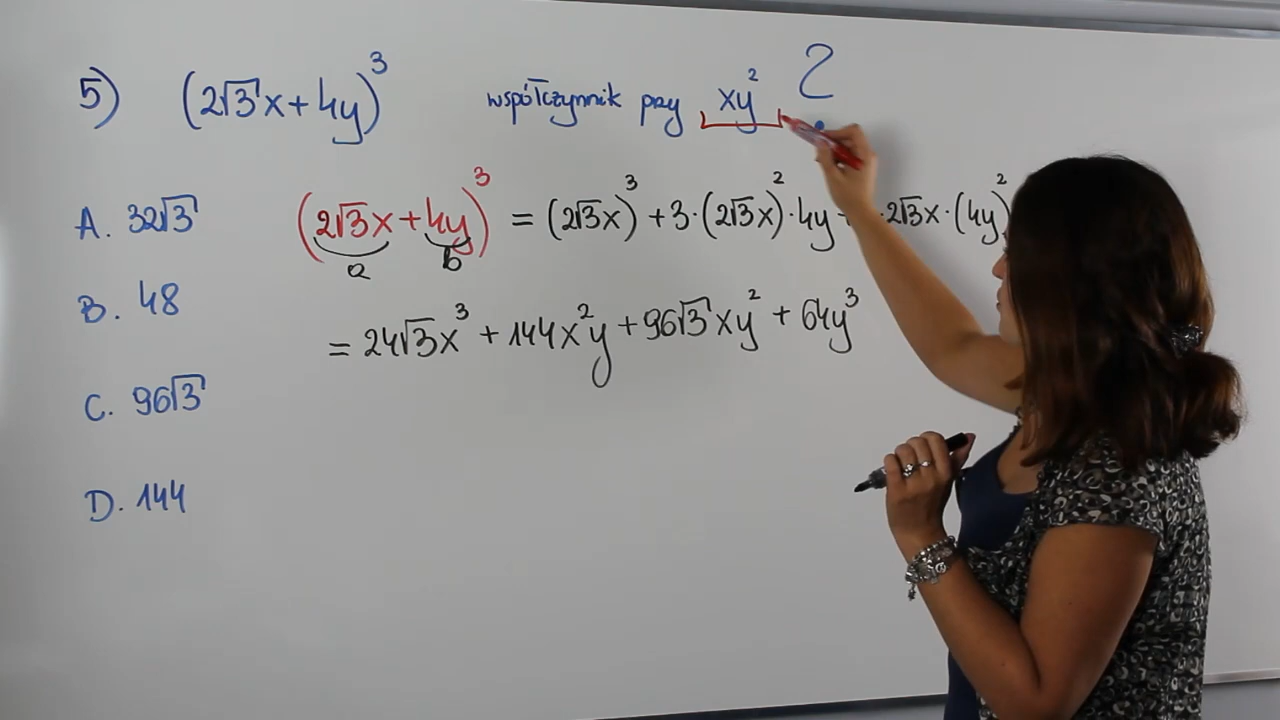 5) (2√3x+4y)³ współczynnik przy xy² ?
A. 32√3
(2√3x+4y)³ = (2√3x)³ + 3·(2√3x)²·4y ·2√3x·(4y)²
a b
B. 48
= 24√3x³ + 144x²y + 96√3xy² + 64y³
C. 96√3
D. 144